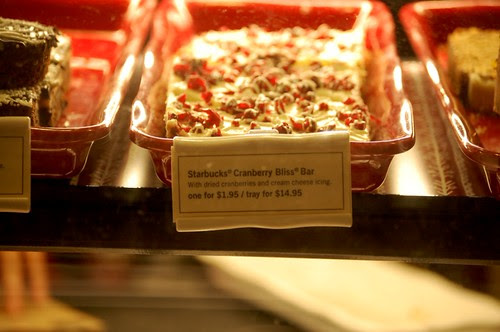 Starbucks® Cranberry Bliss® Bar
With dried cranberries and cream cheese icing.
one for $1.95 / tray for $14.95